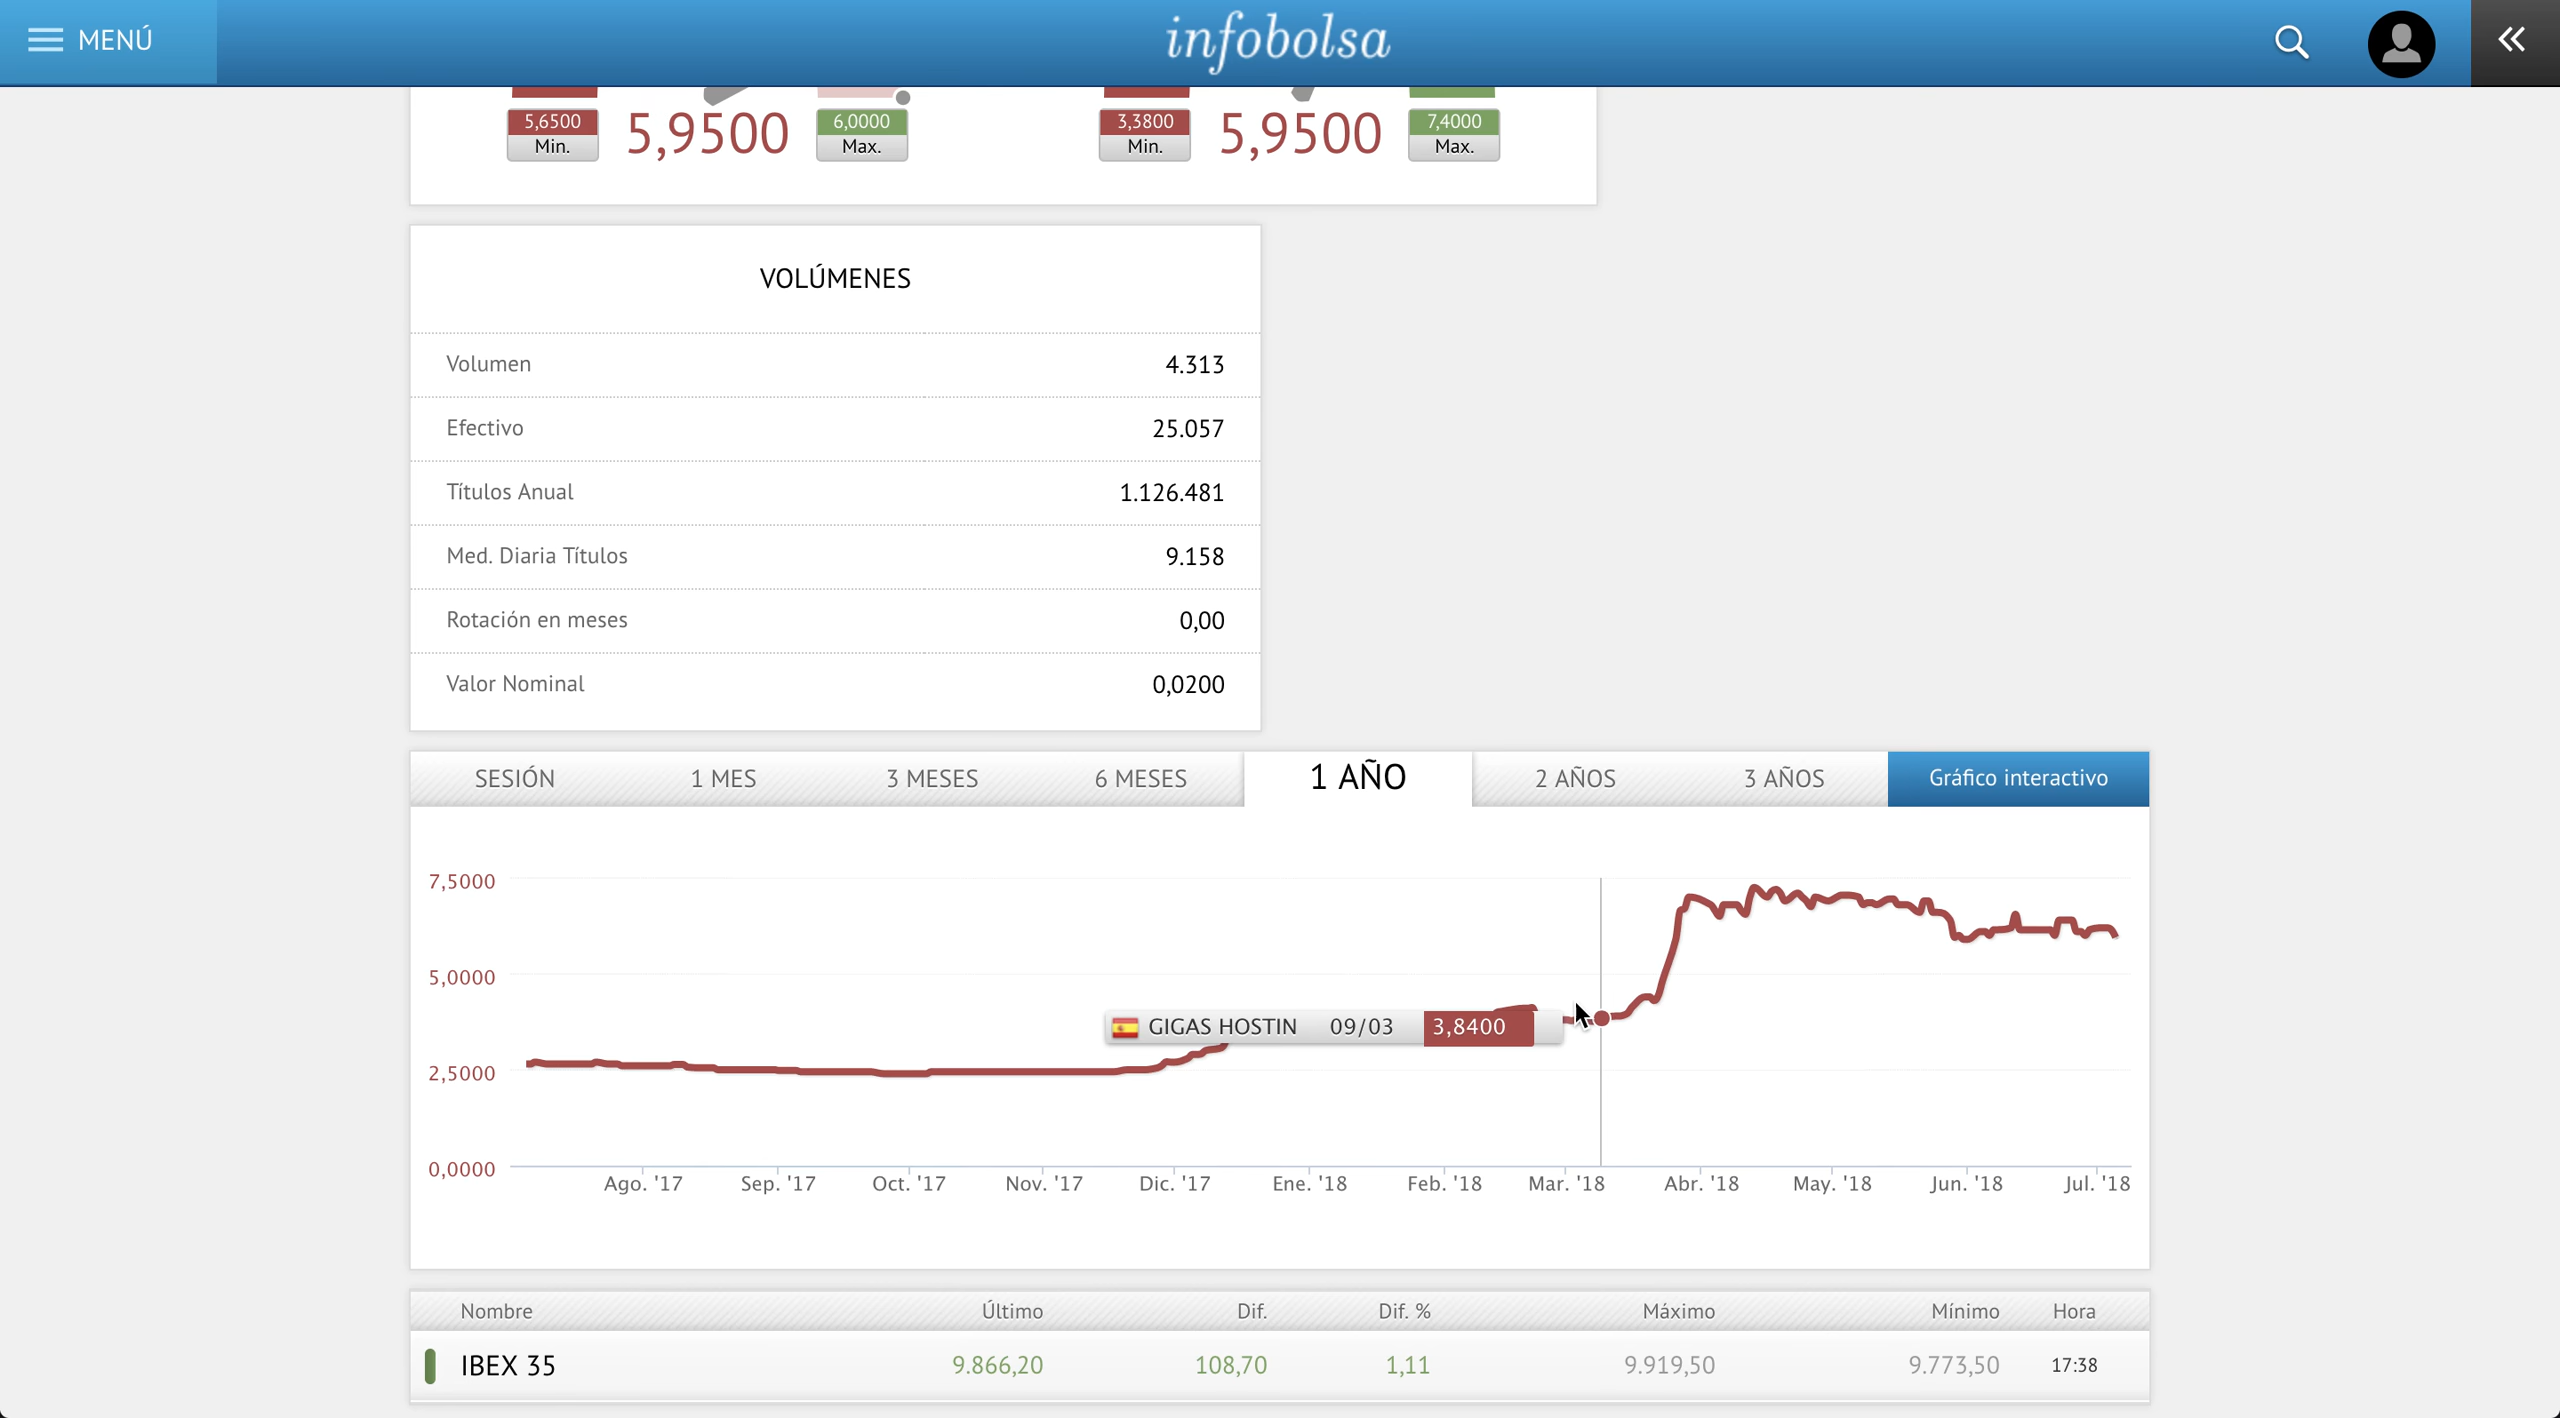 MENÚ
infobolsa
5,6500 5,9500 6,0000 3,3800 5,9500 7,4000
Min. Max. Min. Max.
VOLÚMENES
Volumen 4.313
Efectivo 25.057
Títulos Anual 1.126.481
Med. Diaria Títulos 9.158
Rotación en meses 0,00
Valor Nominal 0,0200
SESIÓN 1 MES 3 MESES 6 MESES 1 AÑO 2 AÑOS 3 AÑOS Gráfico interactivo
7,5000
5,0000
GIGAS HOSTIN 09/03 3,8400
2,5000
0,0000
Ago. '17 Sep. '17 Oct. '17 Nov. '17 Dic. '17 Ene. '18 Feb. '18 Mar. '18 Abr. '18 May. '18 Jun. '18 Jul. '18
Nombre Último Dif. Dif. % Máximo Mínimo Hora
IBEX 35 9.866,20 108,70 1,11 9.919,50 9.773,50 17:38